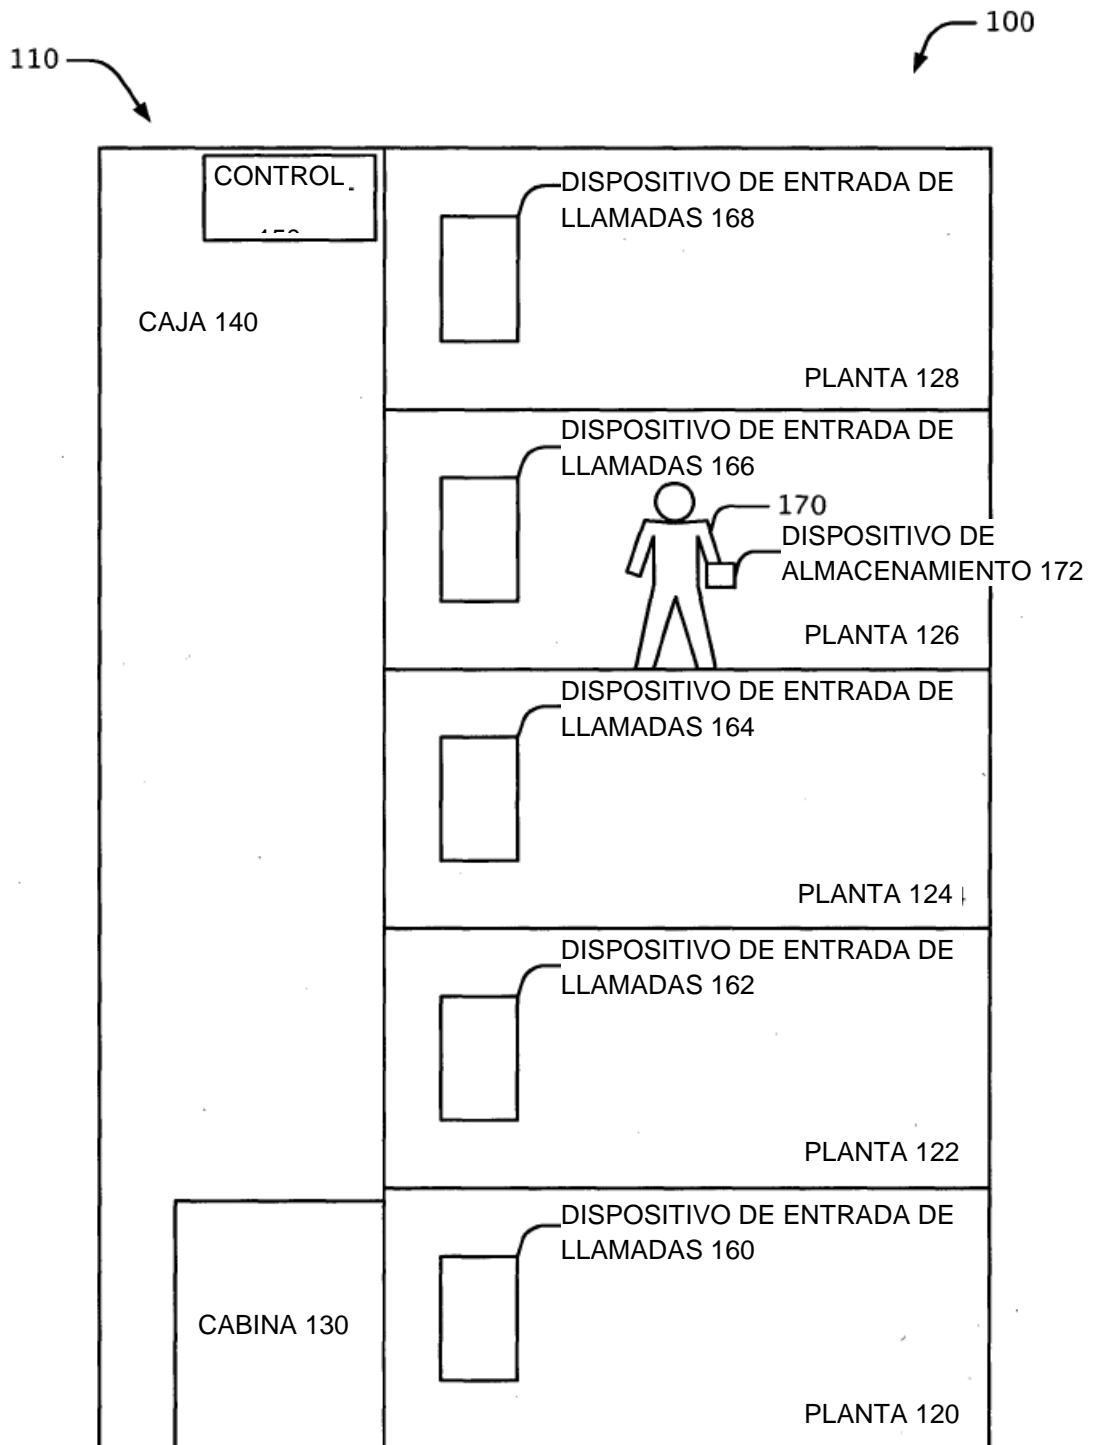 100
110
CONTROL
DISPOSITIVO DE ENTRADA DE
LLAMADAS 168
CAJA 140
PLANTA 128
DISPOSITIVO DE ENTRADA DE
LLAMADAS 166
170
DISPOSITIVO DE
ALMACENAMIENTO 172
PLANTA 126
DISPOSITIVO DE ENTRADA DE
LLAMADAS 164
PLANTA 124
DISPOSITIVO DE ENTRADA DE
LLAMADAS 162
PLANTA 122
DISPOSITIVO DE ENTRADA DE
LLAMADAS 160
CABINA 130
PLANTA 120